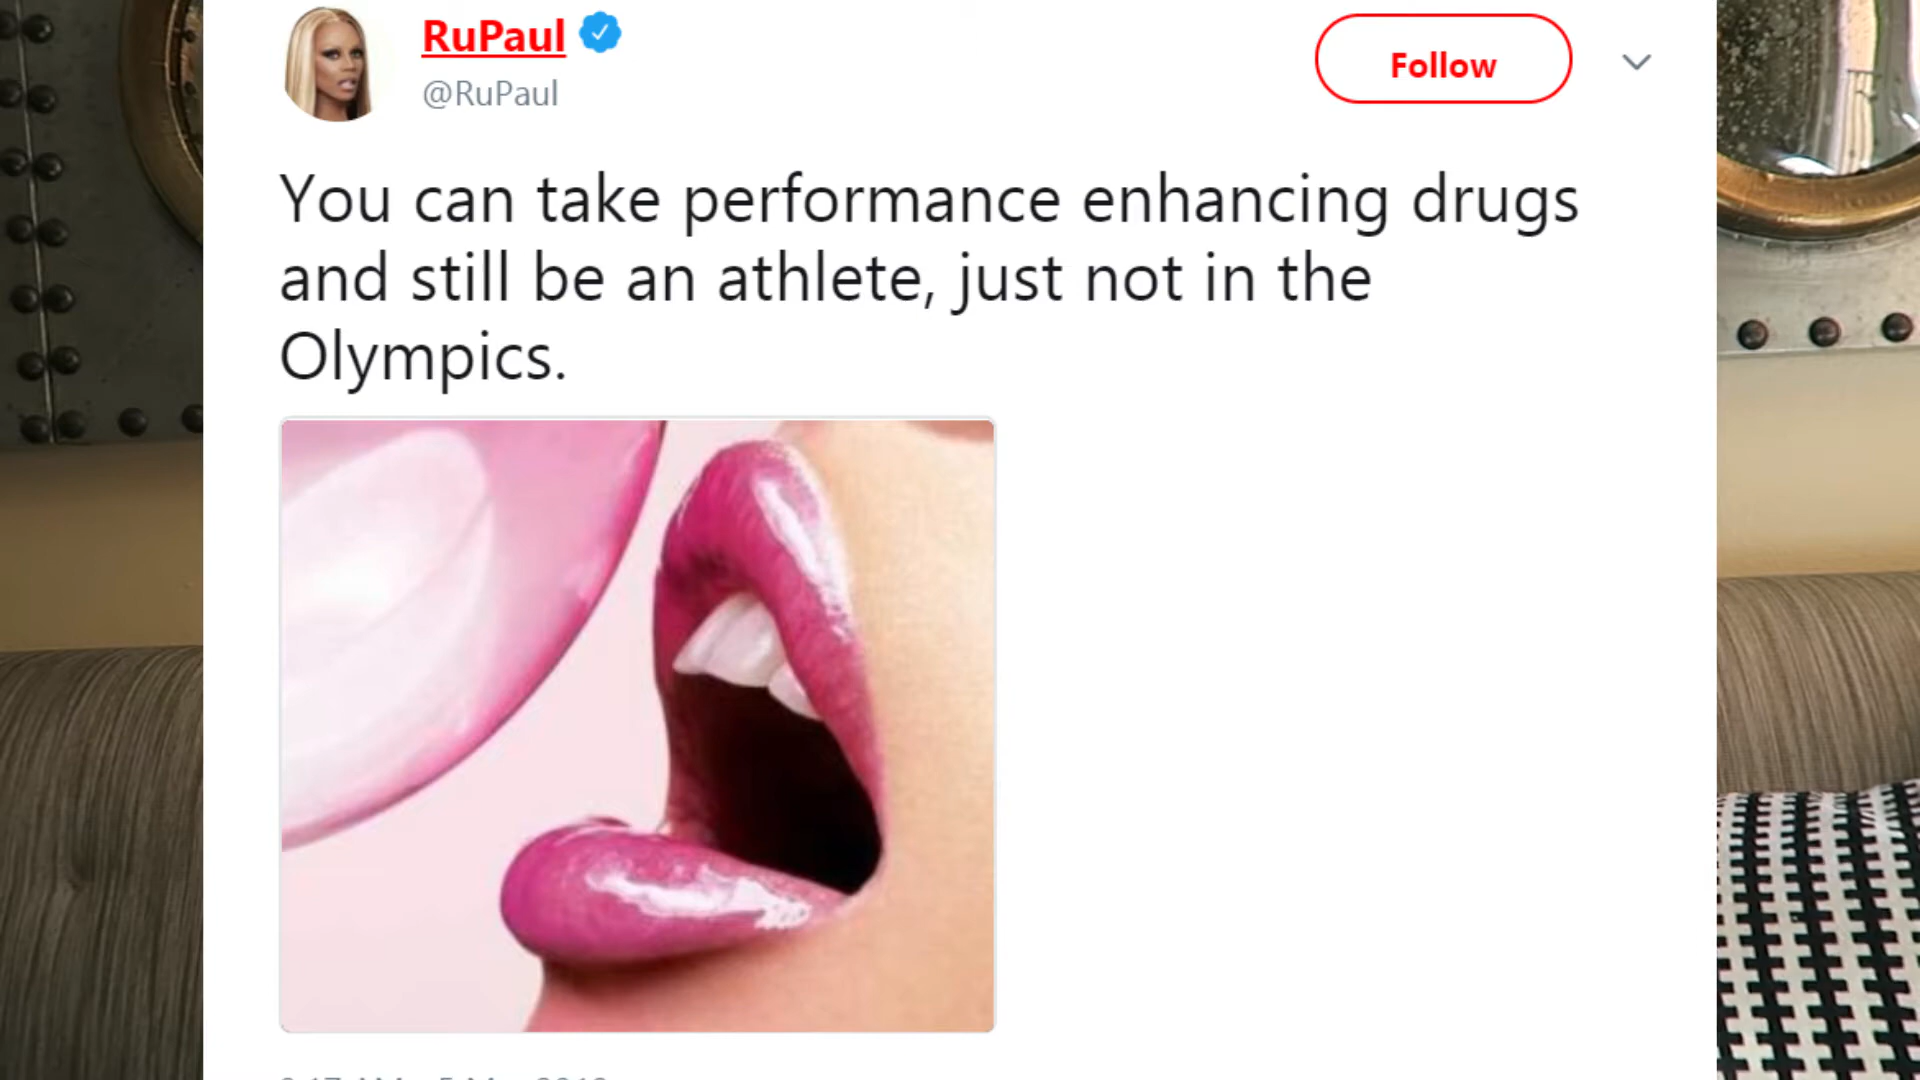 RuPaul
@RuPaul
Follow
You can take performance enhancing drugs
and still be an athlete, just not in the
Olympics.